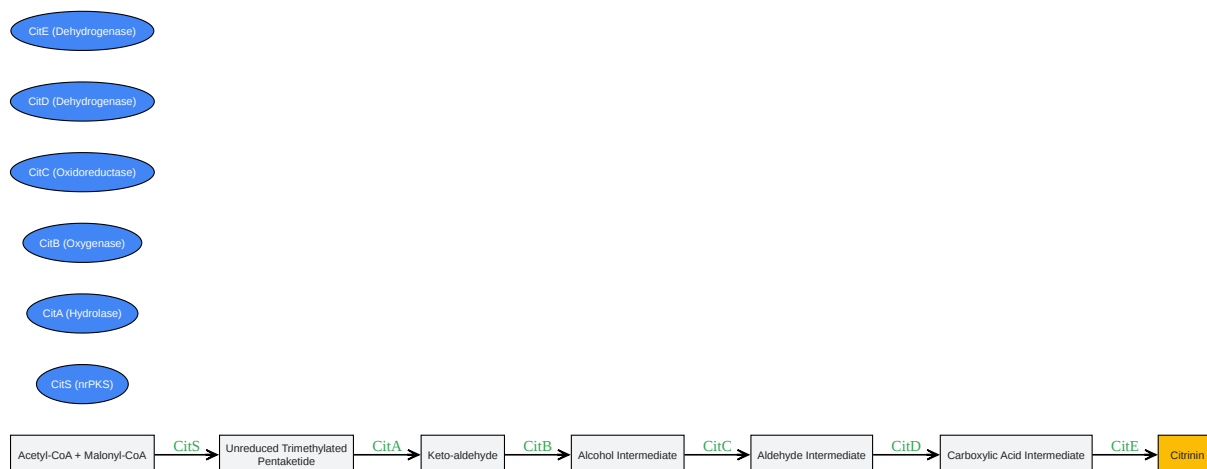 CitE (Dehydrogenase)
CitD (Dehydrogenase)
CitC (Oxidoreductase)
CitB (Oxygenase)
CitA (Hydrolase)
CitS (nrPKS)
Acetyl-CoA + Malonyl-CoA
CitS
Unreduced Trimethylated
Pentaketide
CitA
Keto-aldehyde
CitB
Alcohol Intermediate
CitC
Aldehyde Intermediate
CitD
Carboxylic Acid Intermediate
CitE
Citrinin